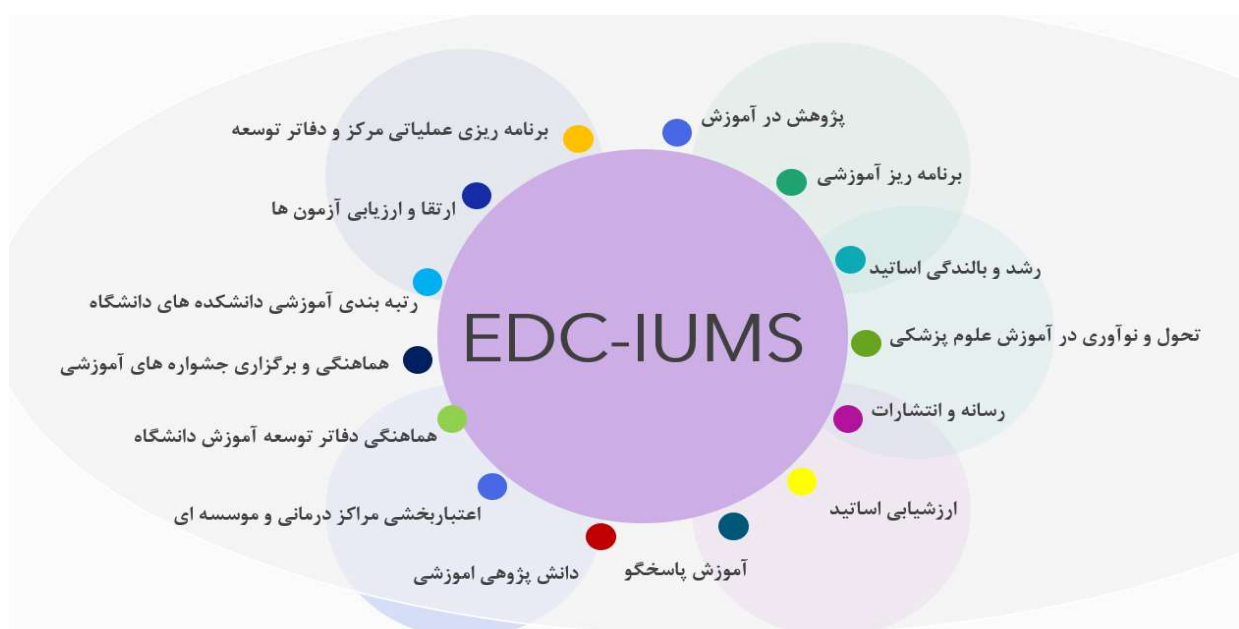 پژوهش در آموزش
برنامه ریز آموزشی
رشد و بالندگی اساتید
تحول و نوآوری در آموزش علوم پزشکی
رسانه و انتشارات
ارزشیابی اساتید
آموزش پاسخگو
دانش پژوهی اموزشی
اعتباربخشی مراکز درمانی و موسسه ای
هماهنگی دفاتر توسعه آموزش دانشگاه
هماهنگی و برگزاری جشنواره های آموزشی
رتبه بندی آموزشی دانشکده های دانشگاه
ارتقا و ارزیابی آزمون ها
برنامه ریزی عملیاتی مرکز و دفاتر توسعه
EDC-IUMS